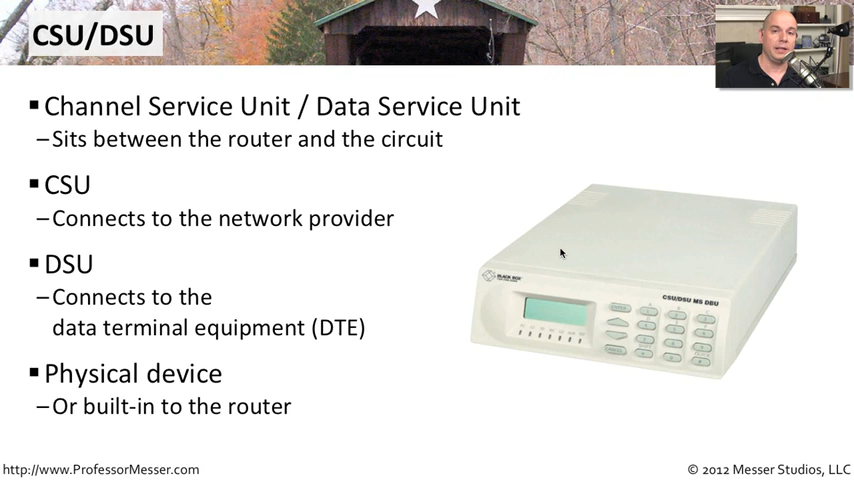 CSU/DSU
▪Channel Service Unit / Data Service Unit
–Sits between the router and the circuit
▪CSU
–Connects to the network provider
▪DSU
–Connects to the
data terminal equipment (DTE)
▪Physical device
–Or built-in to the router
BLACK BOX
CSU/DSU MS DBU
http://www.ProfessorMesser.com
© 2012 Messer Studios, LLC